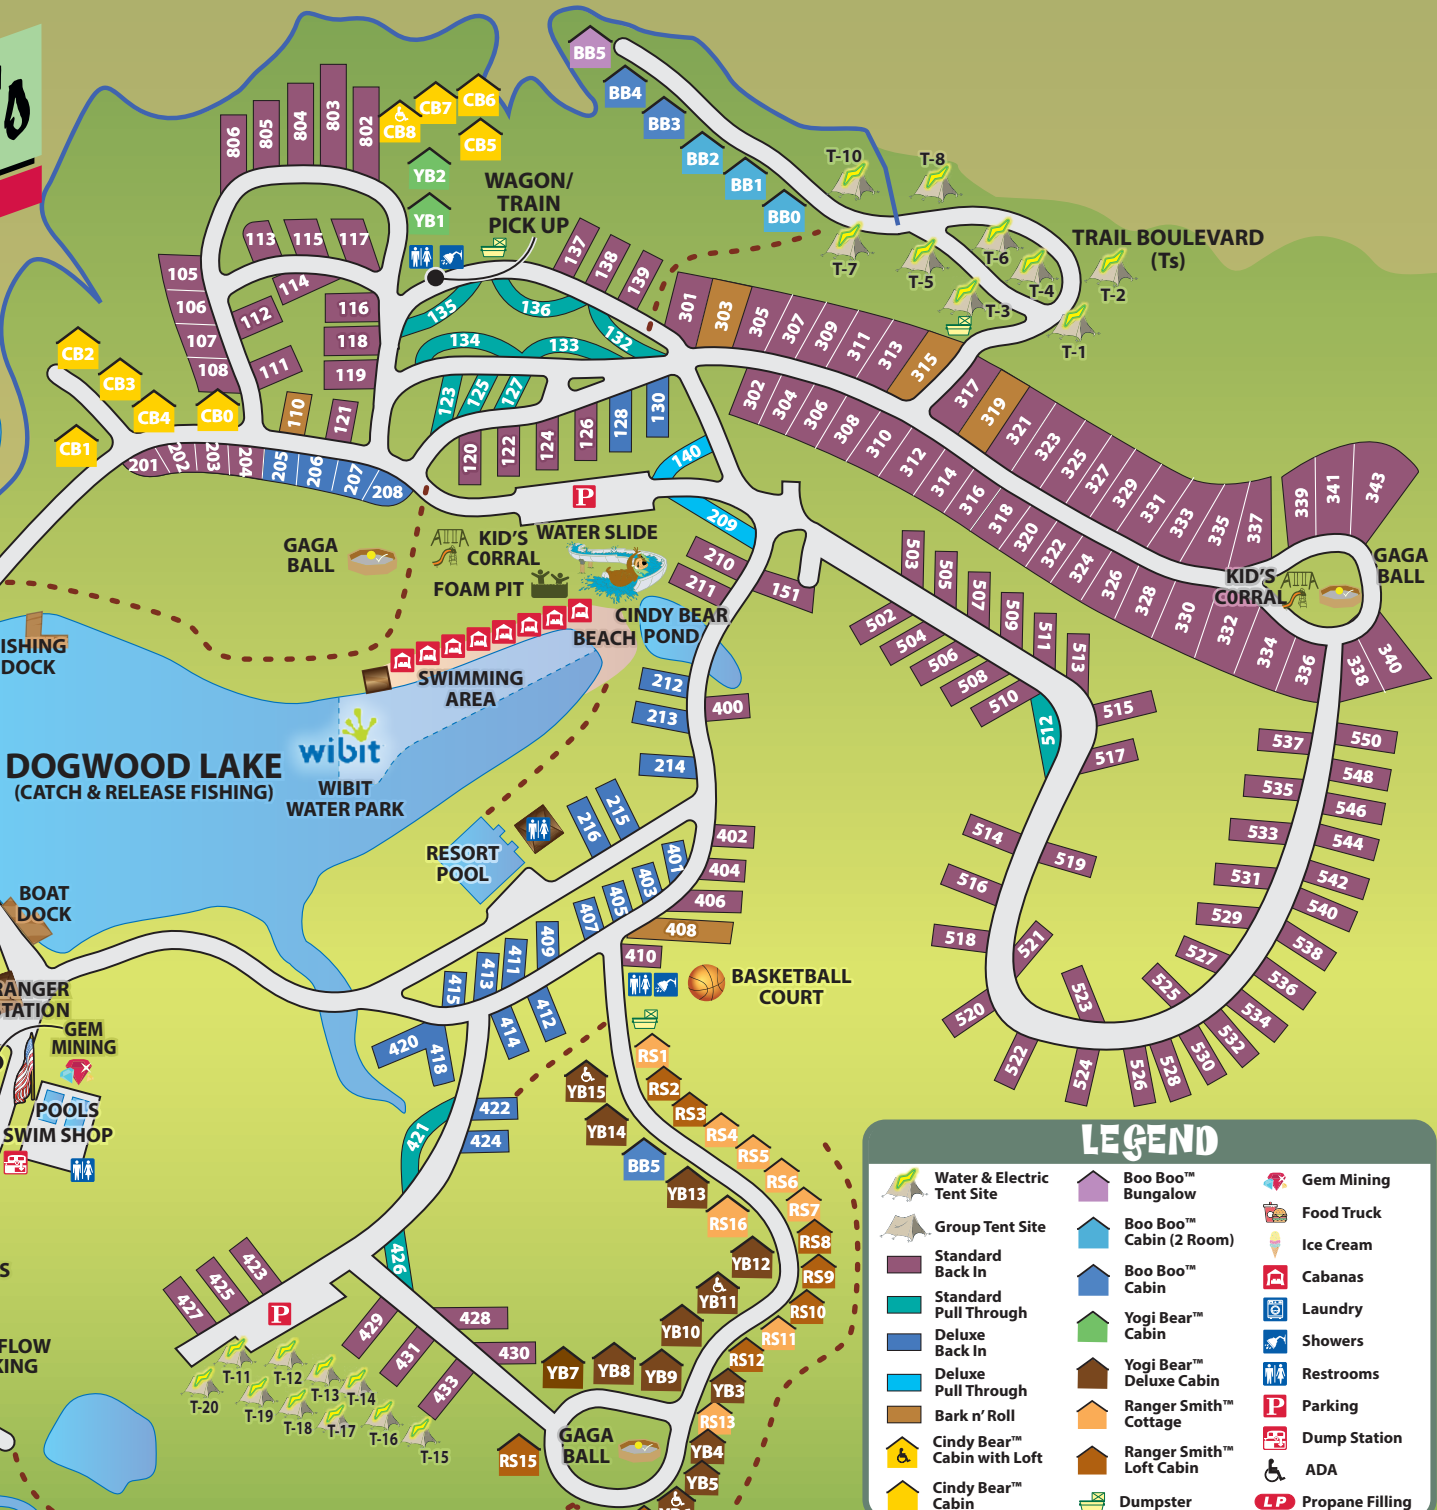 's
BB5
BB4
BB3
BB2
BB1
BB0
CB7
CB6
CB8
CB5
YB2
YB1
806
805
804
803
802
WAGON/
TRAIN
PICK UP
T-10
T-8
T-7
T-6
T-5
T-4
T-3
T-2
T-1
TRAIL BOULEVARD
(Ts)
113
115
117
105
106
107
108
114
112
111
116
118
119
110
121
137
138
139
135
136
134
133
132
123
125
127
120
122
124
126
128
130
140
209
301
303
305
307
309
311
313
315
317
319
321
323
325
327
329
331
333
335
337
339
341
343
302
304
306
308
310
312
314
316
318
320
322
324
326
328
330
332
334
336
338
340
CB2
CB3
CB4
CB0
CB1
201
202
203
204
205
206
207
208
P
GAGA
BALL
KID'S
CORRAL
WATER SLIDE
FOAM PIT
CINDY BEAR
POND
BEACH
SWIMMING
AREA
210
211
151
KID'S
CORRAL
GAGA
BALL
ISHING
DOCK
DOGWOOD LAKE
(CATCH & RELEASE FISHING)
wibit
WIBIT
WATER PARK
212
213
214
400
215
216
RESORT
POOL
BOAT
DOCK
RANGER
STATION
GEM
MINING
POOLS
SWIM SHOP
401
403
405
407
409
411
413
415
402
404
406
408
410
412
414
418
420
421
422
424
426
BASKETBALL
COURT
503
505
507
509
511
513
502
504
506
508
510
512
515
517
514
519
516
518
521
520
522
523
524
525
526
527
528
529
530
531
532
533
534
535
536
537
538
540
542
544
546
548
550
RS1
RS2
RS3
RS4
RS5
RS6
RS7
RS8
RS9
RS10
RS11
RS12
RS13
RS15
RS16
YB15
YB14
BB5
YB13
YB12
YB11
YB10
YB9
YB8
YB7
YB3
YB4
YB5
GAGA
BALL
423
425
427
P
428
429
430
431
433
T-11
T-12
T-13
T-14
T-15
T-16
T-17
T-18
T-19
T-20
S
FLOW
KING
LEGEND
Water & Electric
Tent Site
Group Tent Site
Standard
Back In
Standard
Pull Through
Deluxe
Back In
Deluxe
Pull Through
Bark n' Roll
Cindy Bear™
Cabin with Loft
Cindy Bear™
Cabin
Boo Boo™
Bungalow
Boo Boo™
Cabin (2 Room)
Boo Boo™
Cabin
Yogi Bear™
Cabin
Yogi Bear™
Deluxe Cabin
Ranger Smith™
Cottage
Ranger Smith™
Loft Cabin
Dumpster
Gem Mining
Food Truck
Ice Cream
Cabanas
Laundry
Showers
Restrooms
P Parking
Dump Station
ADA
LP Propane Filling